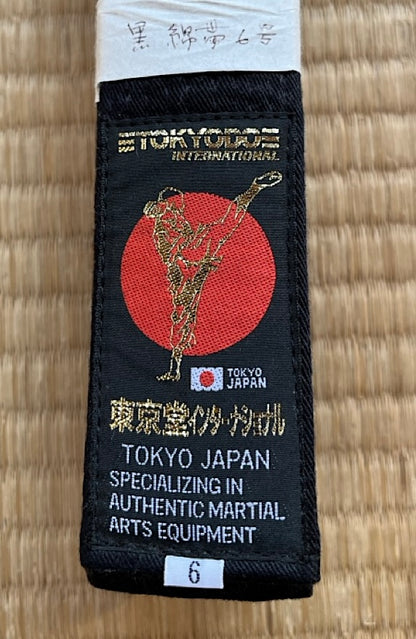 黒 綿帯 6号
TOKYODO
INTERNATIONAL
TOKYO
JAPAN
東京堂インターナショナル
TOKYO JAPAN
SPECIALIZING IN
AUTHENTIC MARTIAL
ARTS EQUIPMENT
6